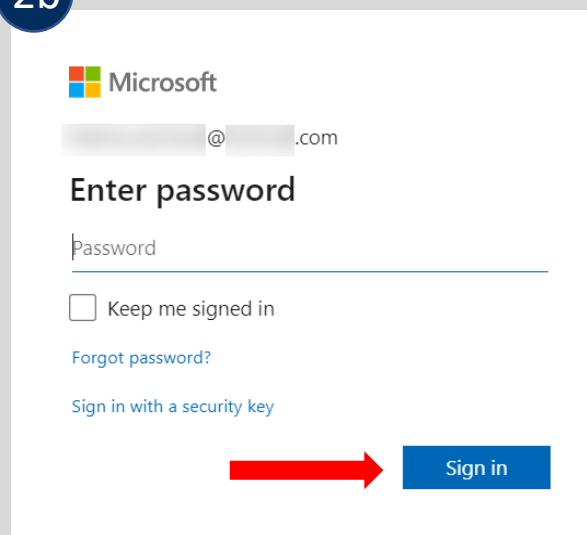 2b
Microsoft
@ .com
Enter password
Password
Keep me signed in
Forgot password?
Sign in with a security key
Sign in